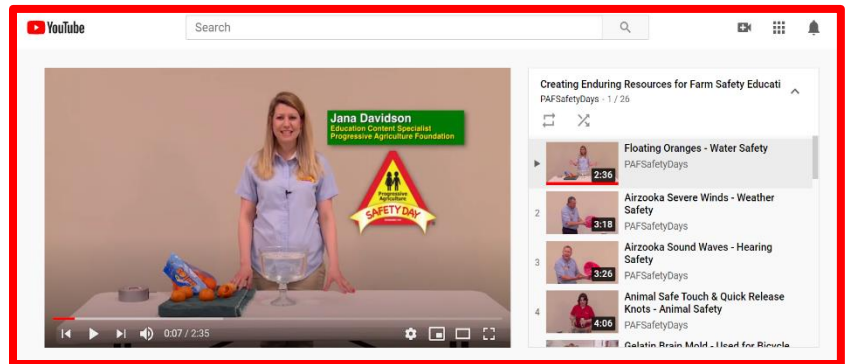 YouTube
Search
Jana Davidson
Education Content Specialist
Progressive Agriculture Foundation
Progressive
Agriculture
SAFETY DAY
0:07 / 2:35
Creating Enduring Resources for Farm Safety Educati
PAFSafetyDays - 1 / 26
2:36
Floating Oranges - Water Safety
PAFSafetyDays
2
3:18
Airzooka Severe Winds - Weather
Safety
PAFSafetyDays
3
3:26
Airzooka Sound Waves - Hearing
Safety
PAFSafetyDays
4
4:06
Animal Safe Touch & Quick Release
Knots - Animal Safety
PAFSafetyDays
Gelatin Brain Mold - Used for Bicycle